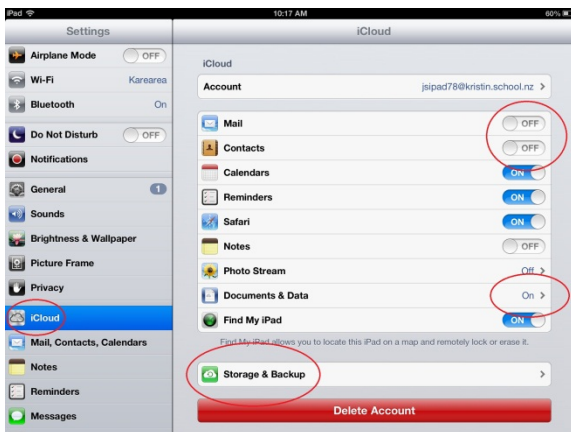 iPad 10:17 AM 60%
Settings
Airplane Mode OFF
Wi-Fi Karearea
Bluetooth On
Do Not Disturb OFF
Notifications
General 1
Sounds
Brightness & Wallpaper
Picture Frame
Privacy
iCloud
Mail, Contacts, Calendars
Notes
Reminders
Messages
iCloud
iCloud
Account jsipad78@kristin.school.nz
Mail OFF
Contacts OFF
Calendars ON
Reminders ON
Safari ON
Notes OFF
Photo Stream Off
Documents & Data On
Find My iPad ON
Find My iPad allows you to locate this iPad on a map and remotely lock or erase it.
Storage & Backup
Delete Account